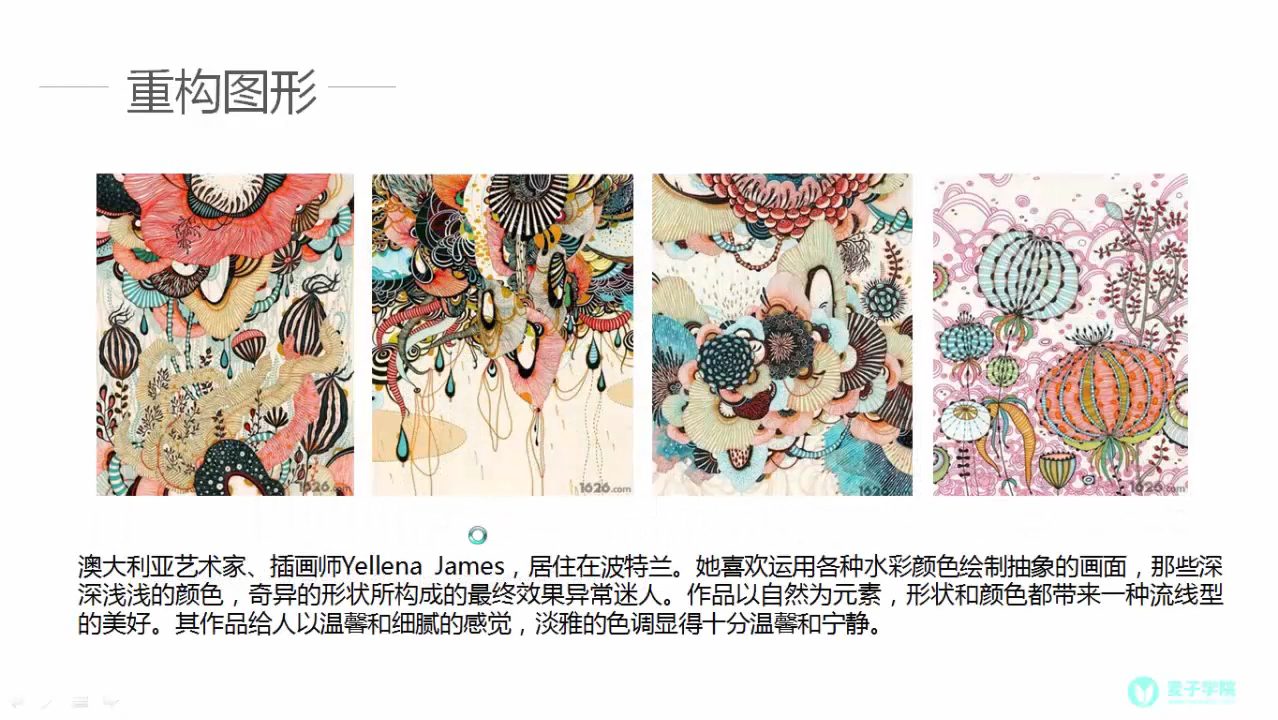 重构图形
1626.com
1626.com
1626
1626.com
澳大利亚艺术家、插画师Yellena James，居住在波特兰。她喜欢运用各种水彩颜色绘制抽象的画面，那些深
深浅浅的颜色，奇异的形状所构成的最终效果异常迷人。作品以自然为元素，形状和颜色都带来一种流线型
的美好。其作品给人以温馨和细腻的感觉，淡雅的色调显得十分温馨和宁静。